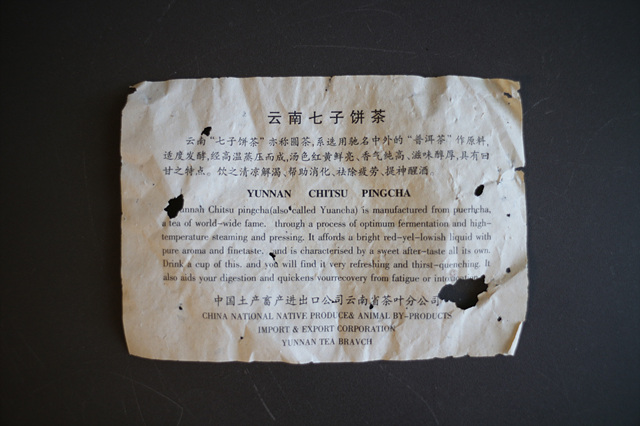 云南七子饼茶
云南“七子饼茶”亦称圆茶,系选用驰名中外的“普洱茶”作原料,
适度发酵,经高温蒸压而成,汤色红黄鲜亮、香气纯高、滋味醇厚,具有曰
甘之特点。饮之清凉解渴、帮助消化、祛除疲劳、提神醒酒。
YUNNAN CHITSU PINGCHA
Chitsu pingcha(also called Yuancha) is manufactured from puerhcha,
a tea of world-wide fame. through a process of optimum fermentation and high-
temperature steaming and pressing. It affords a bright red-yel-lowish liquid with
pure aroma and finetaste. and is characterised by a sweet after-taste all its own.
Drink a cup of this. and you will find it very refreshing and thirst-quenching. It
also aids your digestion and quickens yourrecovery from fatigue or
中国土产畜产进出口公司云南省茶叶分公司
CHINA NATIONAL NATIVE PRODUCE& ANIMAL BY-PRODUCTS
IMPORT & EXPORT CORPORATION
YUNNAN TEA BRAVCH